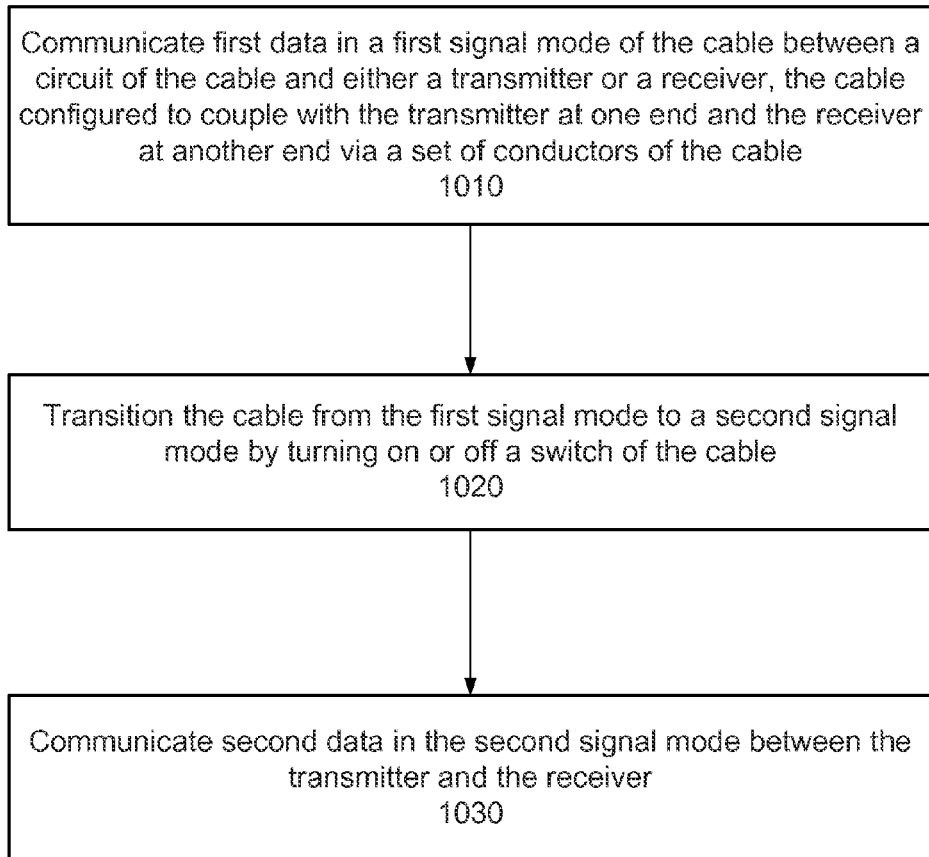 Communicate first data in a first signal mode of the cable between a
circuit of the cable and either a transmitter or a receiver, the cable
configured to couple with the transmitter at one end and the receiver
at another end via a set of conductors of the cable
1010
Transition the cable from the first signal mode to a second signal
mode by turning on or off a switch of the cable
1020
Communicate second data in the second signal mode between the
transmitter and the receiver
1030